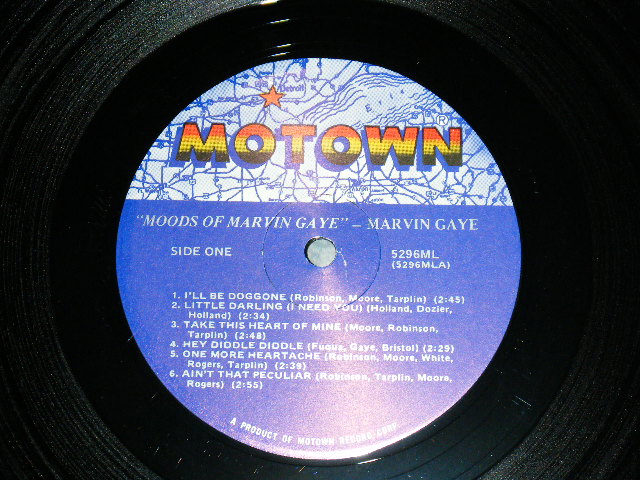 Detroit
MOTOWN®
"MOODS OF MARVIN GAYE" – MARVIN GAYE
SIDE ONE
5296ML
(5296MLA)
1. I'LL BE DOGGONE (Robinson, Moore, Tarplin) (2:45)
2. LITTLE DARLING (I NEED YOU) (Holland, Dozier,
Holland) (2:34)
3. TAKE THIS HEART OF MINE (Moore, Robinson,
Tarplin) (2:48)
4. HEY DIDDLE DIDDLE (Fuqua, Gaye, Bristol) (2:29)
5. ONE MORE HEARTACHE (Robinson, Moore, White,
Rogers, Tarplin) (2:39)
6. AIN'T THAT PECULIAR (Robinson, Tarplin, Moore,
Rogers) (2:55)
A PRODUCT OF MOTOWN RECORD CORP.